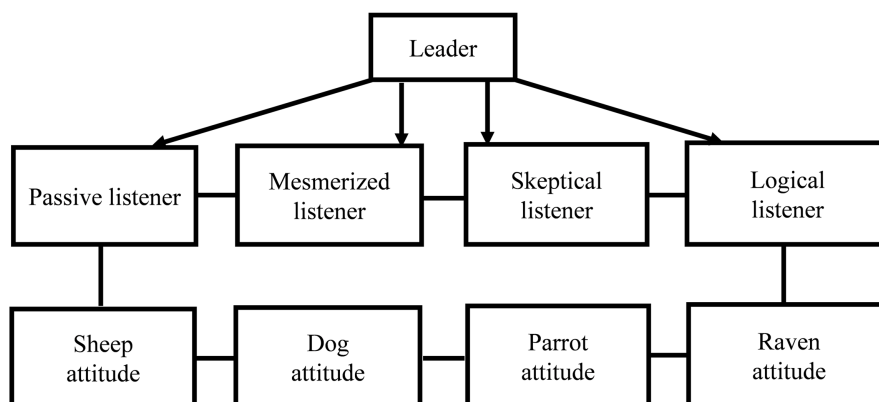 Leader
Passive listener
Mesmerized
listener
Skeptical
listener
Logical
listener
Sheep
attitude
Dog
attitude
Parrot
attitude
Raven
attitude